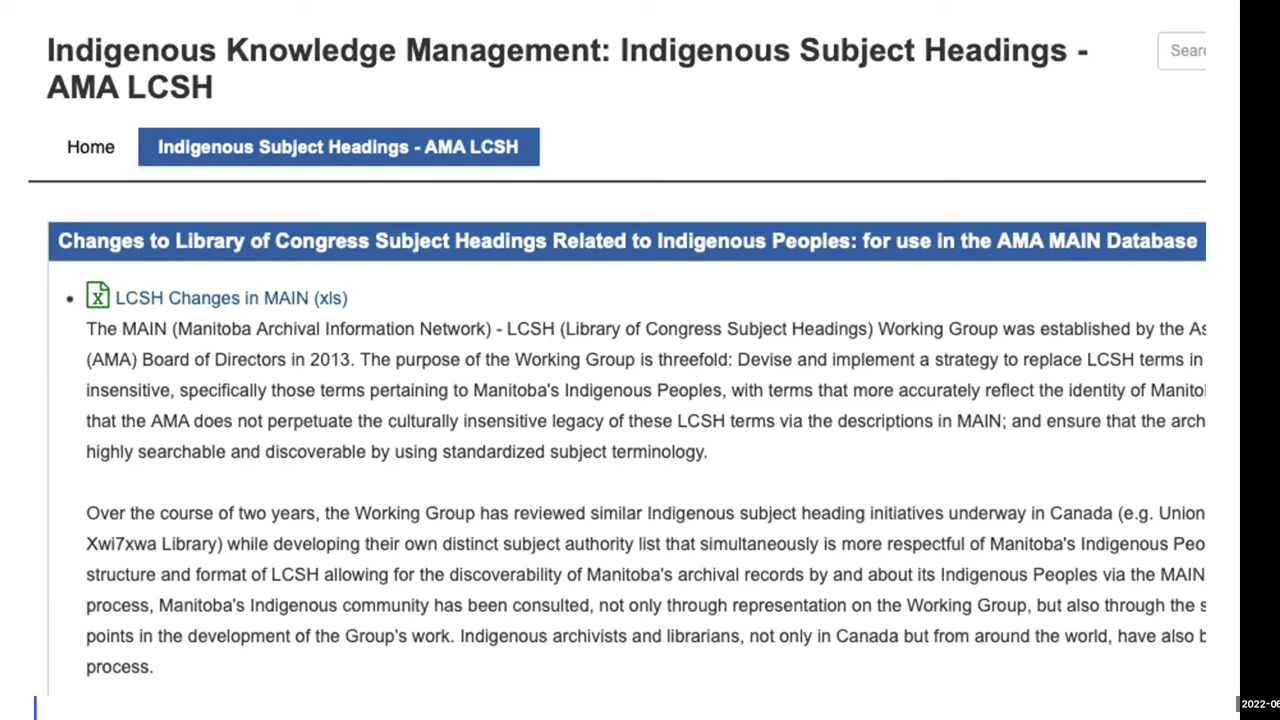 Indigenous Knowledge Management: Indigenous Subject Headings -
AMA LCSH
Sear
Home
Indigenous Subject Headings - AMA LCSH
Changes to Library of Congress Subject Headings Related to Indigenous Peoples: for use in the AMA MAIN Database
• LCSH Changes in MAIN (xls)
The MAIN (Manitoba Archival Information Network) - LCSH (Library of Congress Subject Headings) Working Group was established by the As
(AMA) Board of Directors in 2013. The purpose of the Working Group is threefold: Devise and implement a strategy to replace LCSH terms in
insensitive, specifically those terms pertaining to Manitoba's Indigenous Peoples, with terms that more accurately reflect the identity of Manito
that the AMA does not perpetuate the culturally insensitive legacy of these LCSH terms via the descriptions in MAIN; and ensure that the arch
highly searchable and discoverable by using standardized subject terminology.
Over the course of two years, the Working Group has reviewed similar Indigenous subject heading initiatives underway in Canada (e.g. Union
Xwi7xwa Library) while developing their own distinct subject authority list that simultaneously is more respectful of Manitoba's Indigenous Peo
structure and format of LCSH allowing for the discoverability of Manitoba's archival records by and about its Indigenous Peoples via the MAIN
process, Manitoba's Indigenous community has been consulted, not only through representation on the Working Group, but also through the s
points in the development of the Group's work. Indigenous archivists and librarians, not only in Canada but from around the world, have also b
process.
2022-06